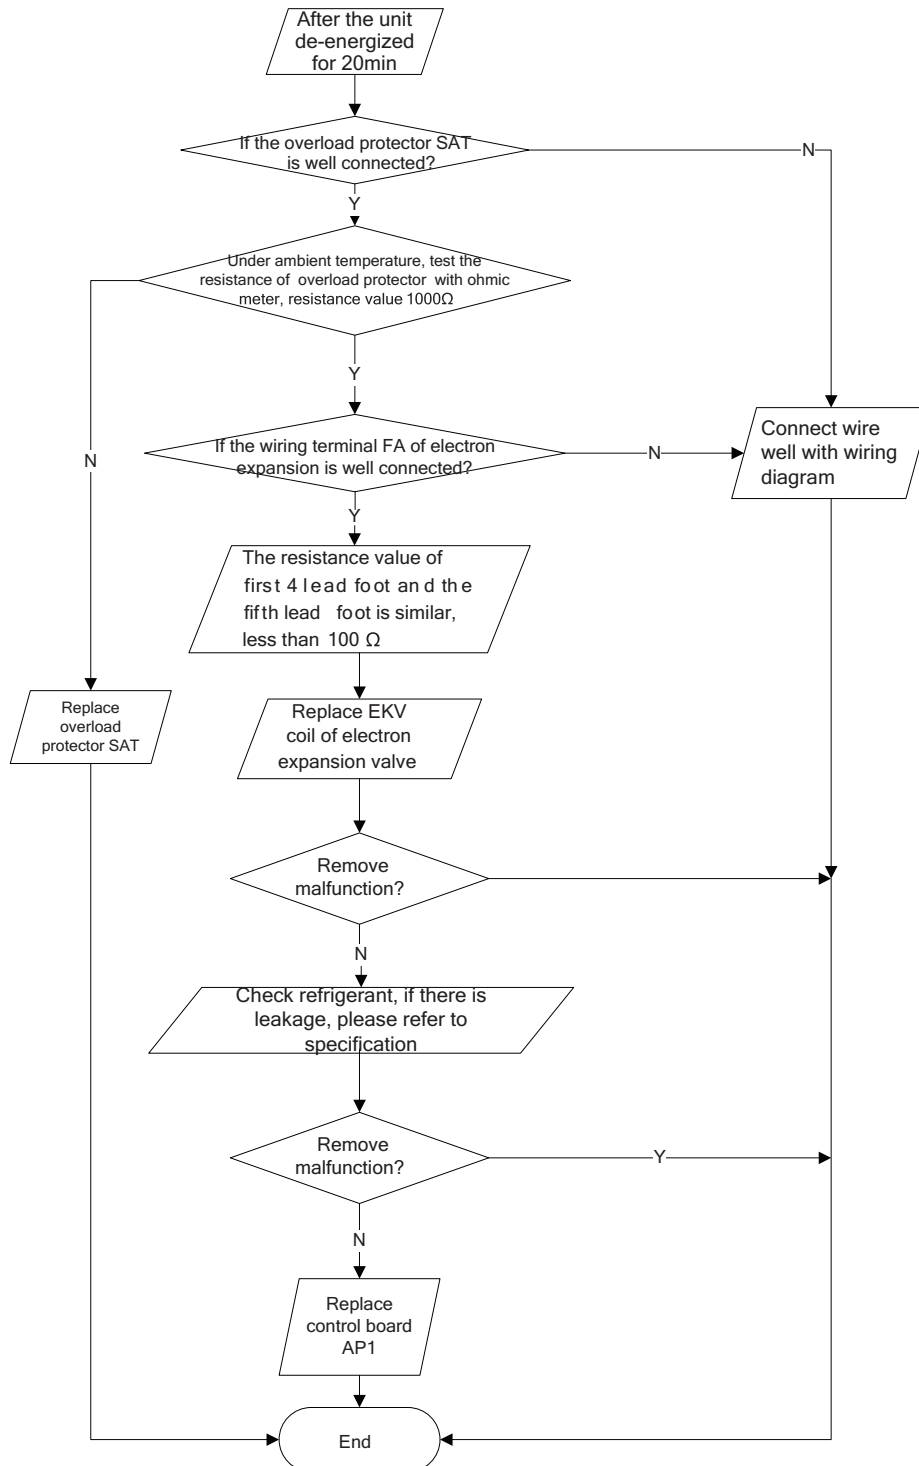 After the unit
de-energized
for 20min
If the overload protector SAT
is well connected?
N
Y
Under ambient temperature, test the
resistance of overload protector with ohmic
meter, resistance value 1000Ω
Y
If the wiring terminal FA of electron
expansion is well connected?
N
Connect wire
well with wiring
diagram
N
Y
The resistance value of
first 4 lead foot and the
fifth lead foot is similar,
less than 100 Ω
Replace
overload
protector SAT
Replace EKV
coil of electron
expansion valve
Remove
malfunction?
N
Check refrigerant, if there is
leakage, please refer to
specification
Remove
malfunction?
Y
N
Replace
control board
AP1
End